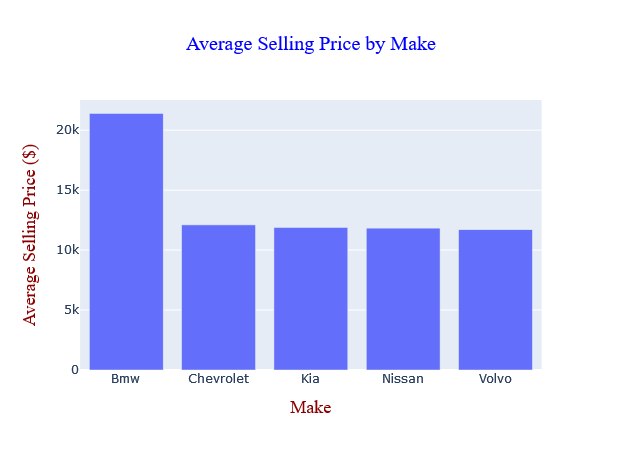 Average Selling Price by Make
Average Selling Price ($)
20k
15k
10k
5k
0
Bmw Chevrolet Kia Nissan Volvo
Make